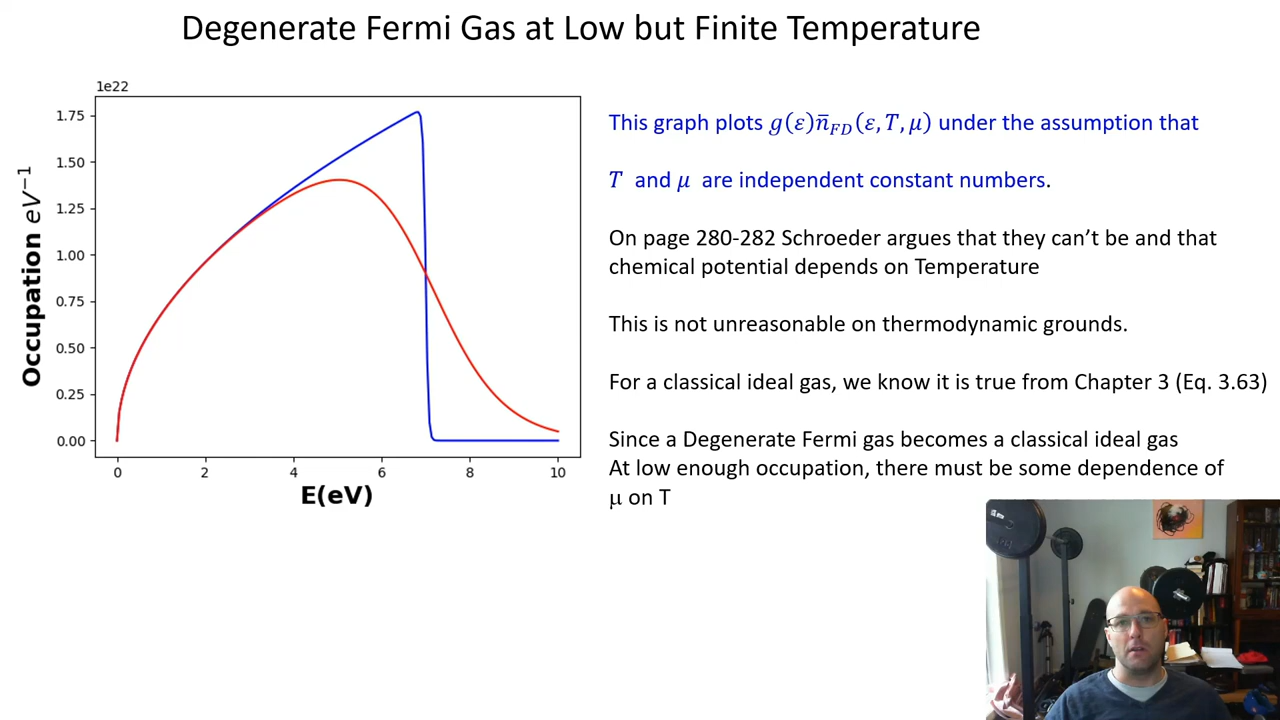 Degenerate Fermi Gas at Low but Finite Temperature
1e22
1.75
1.50
1.25
1.00
0.75
0.50
0.25
0.00
Occupation eV⁻¹
0 2 4 6 8 10
E(eV)
This graph plots g(ε)n̄_FD(ε, T, μ) under the assumption that
T and μ are independent constant numbers.
On page 280-282 Schroeder argues that they can’t be and that
chemical potential depends on Temperature
This is not unreasonable on thermodynamic grounds.
For a classical ideal gas, we know it is true from Chapter 3 (Eq. 3.63)
Since a Degenerate Fermi gas becomes a classical ideal gas
At low enough occupation, there must be some dependence of
μ on T